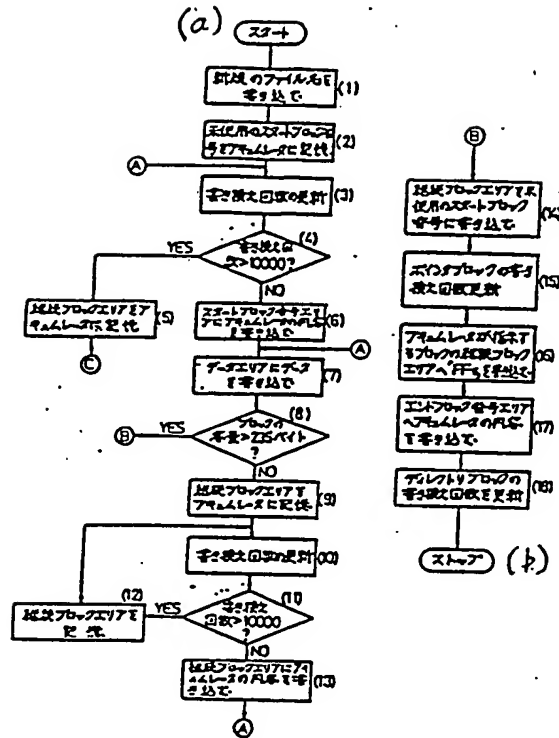 (a)
スタート
新規のファイル名を
書き込む
(1)
未使用のスタートブロック番
号をアキュムレータに記憶
(2)
A
書き換え回数の更新
(3)
(4)
書き換え回
数>10000?
YES
NO
継続ブロックエリアをア
キュムレータに記憶
(5)
C
スタートブロック番号エリ
アにアキュムレータの内容
を書き込む
(6)
A
データエリアにデータ
を書き込む
(7)
(8)
ブロックの
容量>235バイト
?
YES
B
NO
継続ブロックエリアを
アキュムレータに記憶
(9)
書き換え回数の更新
(10)
(11)
書き換え
回数>10000
?
(12)
YES
継続ブロックエリアを
記憶
NO
継続ブロックエリアにアキ
ュムレータの内容を書
き込む
(13)
A
B
継続ブロックエリアを未
使用のスタートブロック
番号に書き込む
(14)
ポインタブロックの書き
換え回数更新
(15)
アキュムレータが指示す
るブロックの継続ブロック
エリアへ"FF"を書き込む
(16)
エンドブロック番号エリア
へアキュムレータの内容
を書き込む
(17)
ディレクトリブロックの
書き換え回数を更新
(18)
ストップ
(b)